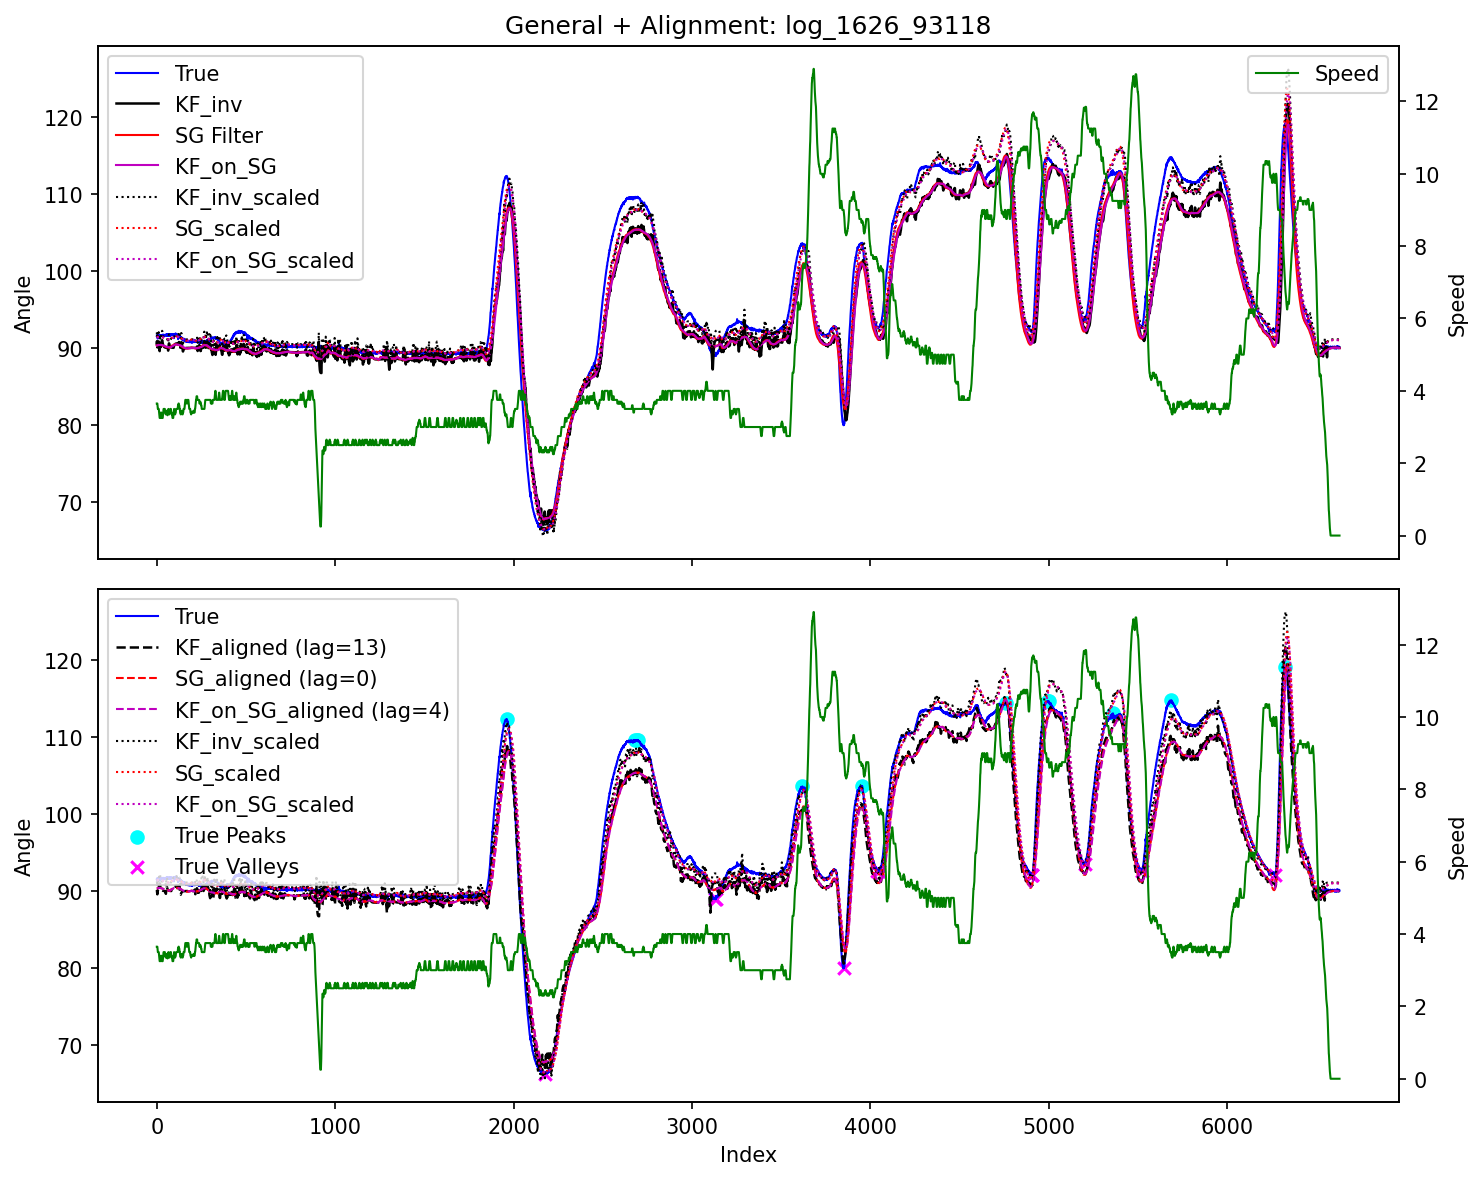 General + Alignment: log_1626_93118
True
KF_inv
SG Filter
KF_on_SG
KF_inv_scaled
SG_scaled
KF_on_SG_scaled
Speed
120
110
100
90
80
70
Angle
12
10
8
6
4
2
0
Speed
True
KF_aligned (lag=13)
SG_aligned (lag=0)
KF_on_SG_aligned (lag=4)
KF_inv_scaled
SG_scaled
KF_on_SG_scaled
True Peaks
True Valleys
120
110
100
90
80
70
Angle
12
10
8
6
4
2
0
Speed
0 1000 2000 3000 4000 5000 6000
Index